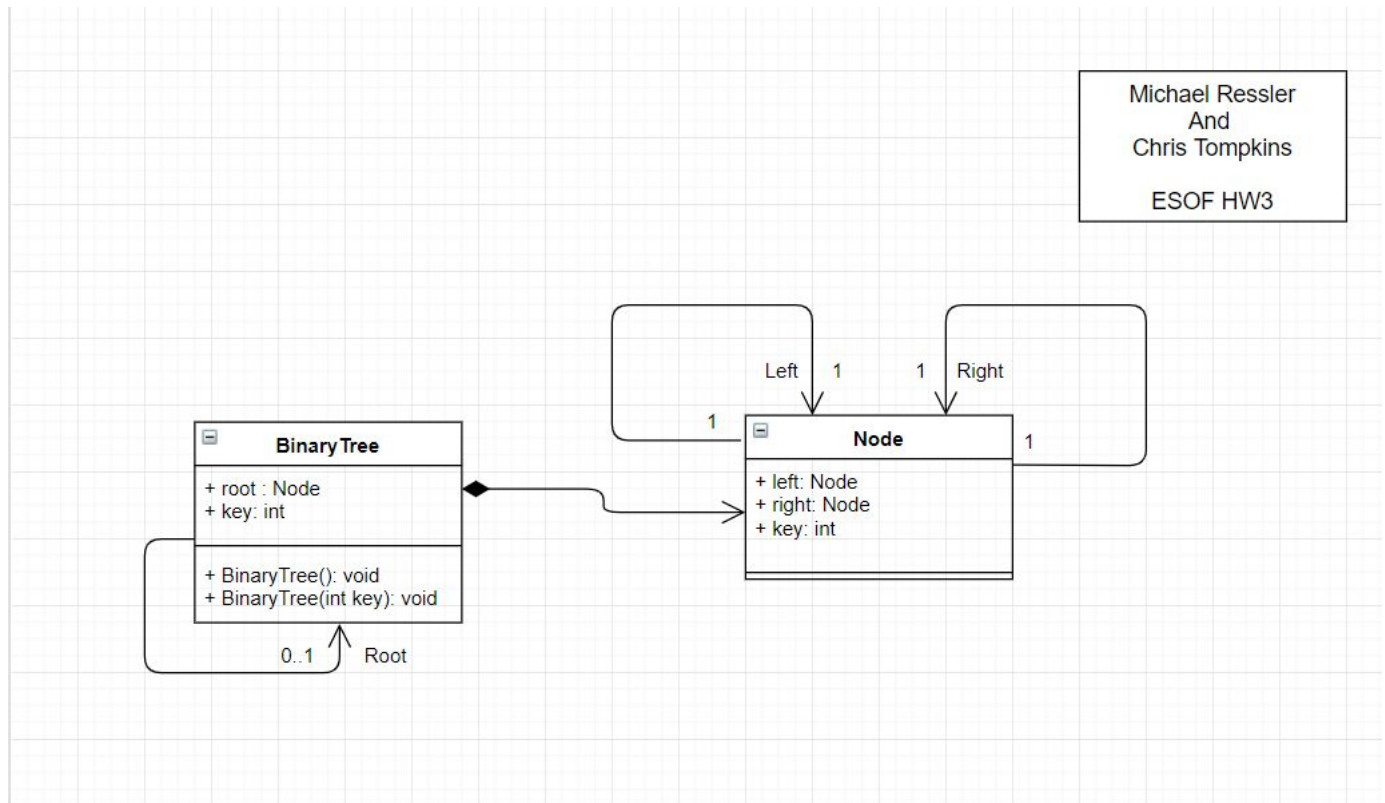 Michael Ressler
And
Chris Tompkins
ESOF HW3
Left
1
1
Right
1
1
BinaryTree
+ root : Node
+ key: int
+ BinaryTree(): void
+ BinaryTree(int key): void
0..1
Root
Node
+ left: Node
+ right: Node
+ key: int